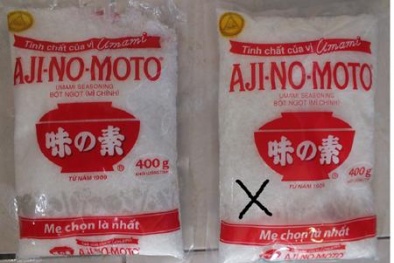 Tinh chất của vị Umami
AJI-NO-MOTO®
UMAMI SEASONING
BỘT NGỌT (MÌ CHÍNH)
味の素
®
400g
TỪ NĂM 1909
Mẹ chọn là nhất
Tinh chất của vị Umami
AJI-NO-MOTO®
UMAMI SEASONING
BỘT NGỌT (MÌ CHÍNH)
味の素
®
400g
TỪ NĂM 1909
X
Mẹ chọn là nhất